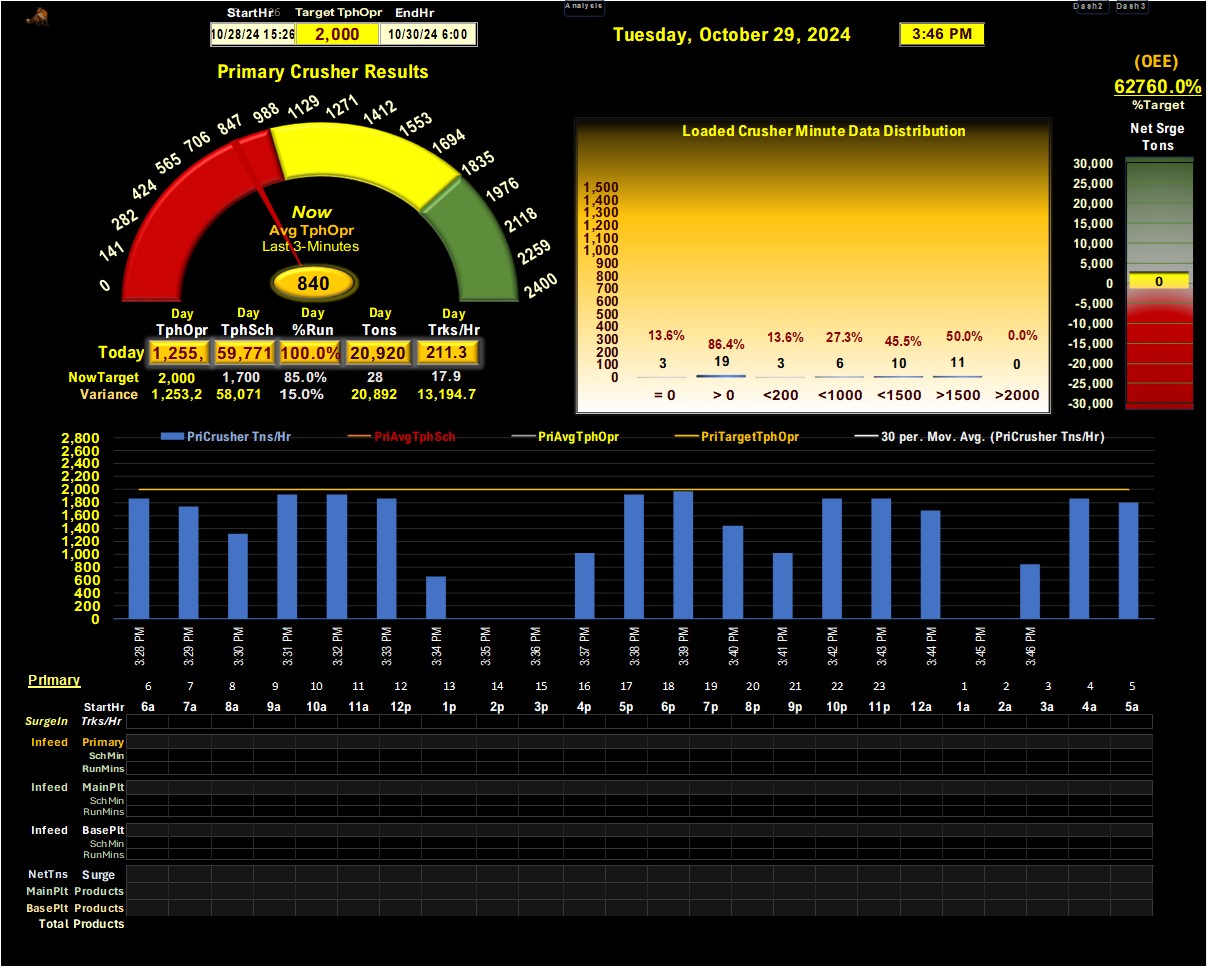 Analysis
Dash2 Dash3
StartHr Target TphOpr EndHr
10/28/24 15:26 2,000 10/30/24 6:00
Tuesday, October 29, 2024
3:46 PM
(OEE)
62760.0%
%Target
Primary Crusher Results
0 141 282 424 565 706 847 988 1129 1271 1412 1553 1694 1835 1976 2118 2259 2400
Now
Avg TphOpr
Last 3-Minutes
840
Day Day Day Day Day
TphOpr TphSch %Run Tons Trks/Hr
Today 1,255, 59,771 100.0% 20,920 211.3
NowTarget 2,000 1,700 85.0% 28 17.9
Variance 1,253,2 58,071 15.0% 20,892 13,194.7
Loaded Crusher Minute Data Distribution
1,500
1,400
1,300
1,200
1,100
1,000
900
800
700
600
500
400
300
200
100
0
13.6% 86.4% 13.6% 27.3% 45.5% 50.0% 0.0%
3 19 3 6 10 11 0
= 0 > 0 <200 <1000 <1500 >1500 >2000
Net Srge
Tons
30,000
25,000
20,000
15,000
10,000
5,000
0
-5,000
-10,000
-15,000
-20,000
-25,000
-30,000
0
PriCrusher Tns/Hr PriAvgTphSch PriAvgTphOpr PriTargetTphOpr 30 per. Mov. Avg. (PriCrusher Tns/Hr)
2,800
2,600
2,400
2,200
2,000
1,800
1,600
1,400
1,200
1,000
800
600
400
200
0
3:28 PM 3:29 PM 3:30 PM 3:31 PM 3:32 PM 3:33 PM 3:34 PM 3:35 PM 3:36 PM 3:37 PM 3:38 PM 3:39 PM 3:40 PM 3:41 PM 3:42 PM 3:43 PM 3:44 PM 3:45 PM 3:46 PM
Primary
6 7 8 9 10 11 12 13 14 15 16 17 18 19 20 21 22 23 1 2 3 4 5
StartHr 6a 7a 8a 9a 10a 11a 12p 1p 2p 3p 4p 5p 6p 7p 8p 9p 10p 11p 12a 1a 2a 3a 4a 5a
SurgeIn Trks/Hr
Infeed Primary
SchMin
RunMins
Infeed MainPlt
SchMin
RunMins
Infeed BasePlt
SchMin
RunMins
NetTns Surge
MainPlt Products
BasePlt Products
Total Products